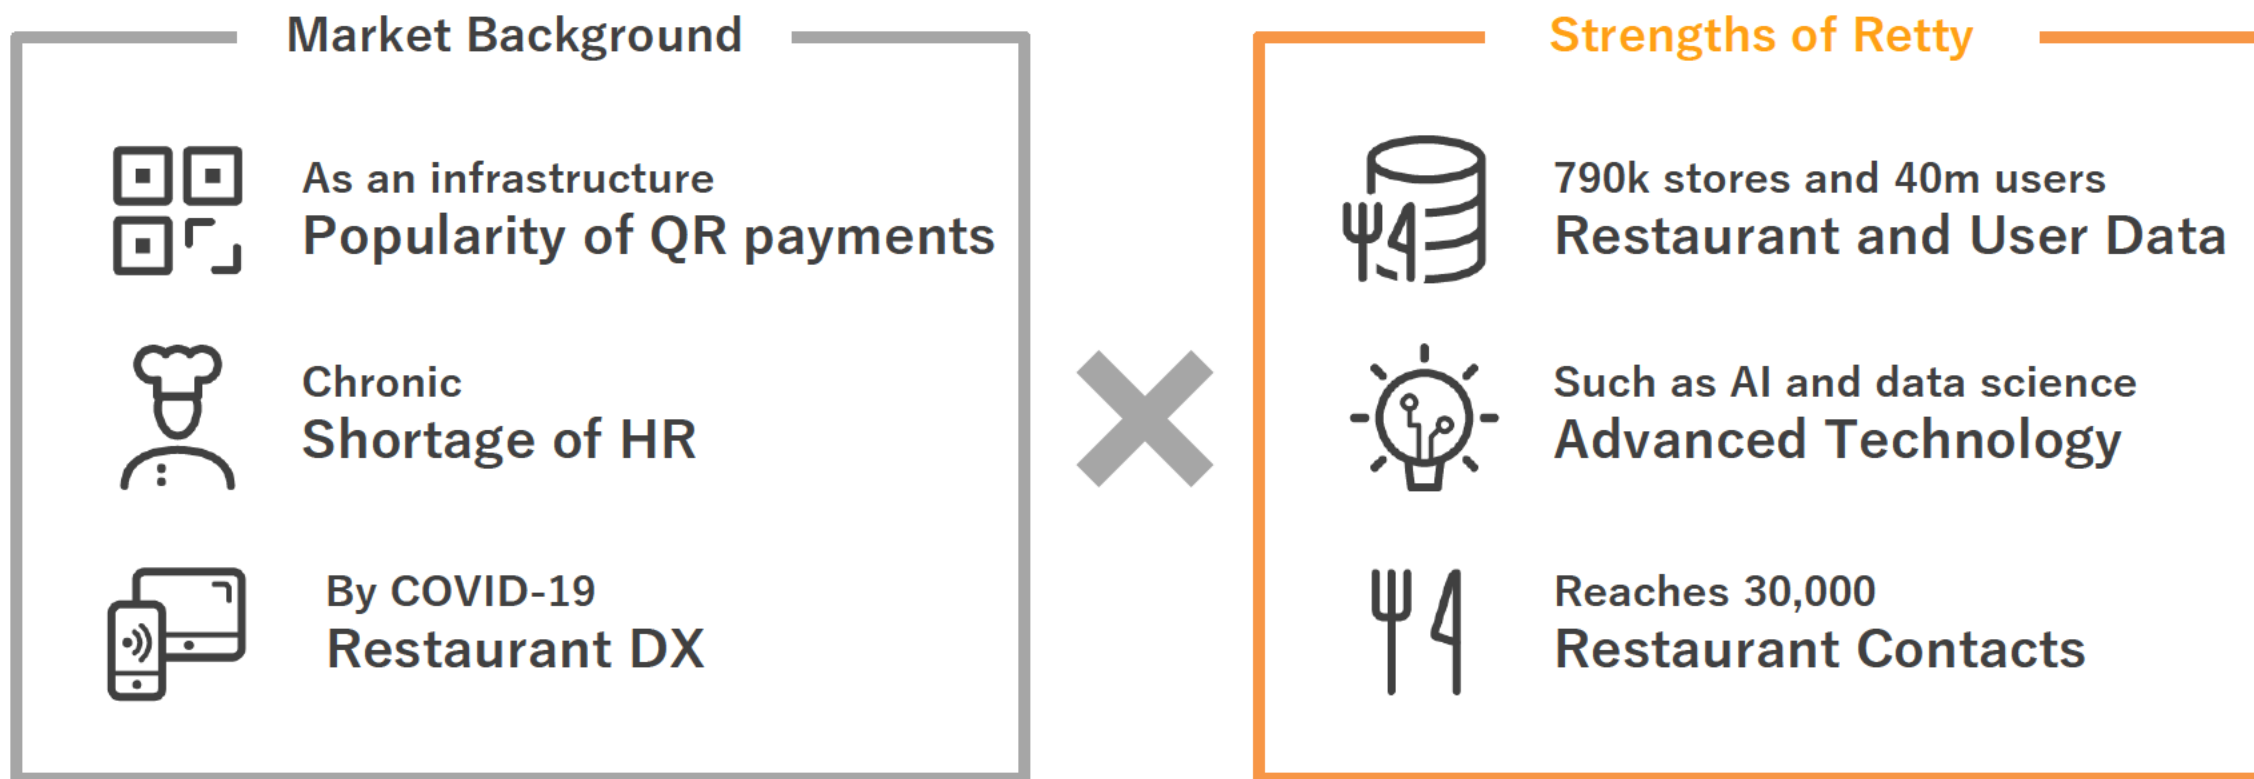 Market Background
As an infrastructure
Popularity of QR payments
Chronic
Shortage of HR
By COVID-19
Restaurant DX
Strengths of Retty
790k stores and 40m users
Restaurant and User Data
Such as AI and data science
Advanced Technology
Reaches 30,000
Restaurant Contacts